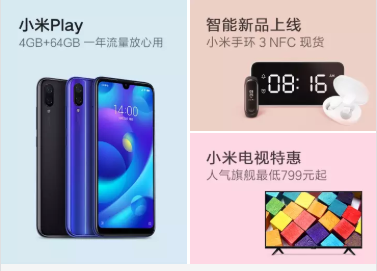 小米Play
4GB+64GB 一年流量放心用
14:20
智能新品上线
小米手环 3 NFC 现货
08:16
小米电视特惠
人气旗舰最低799元起